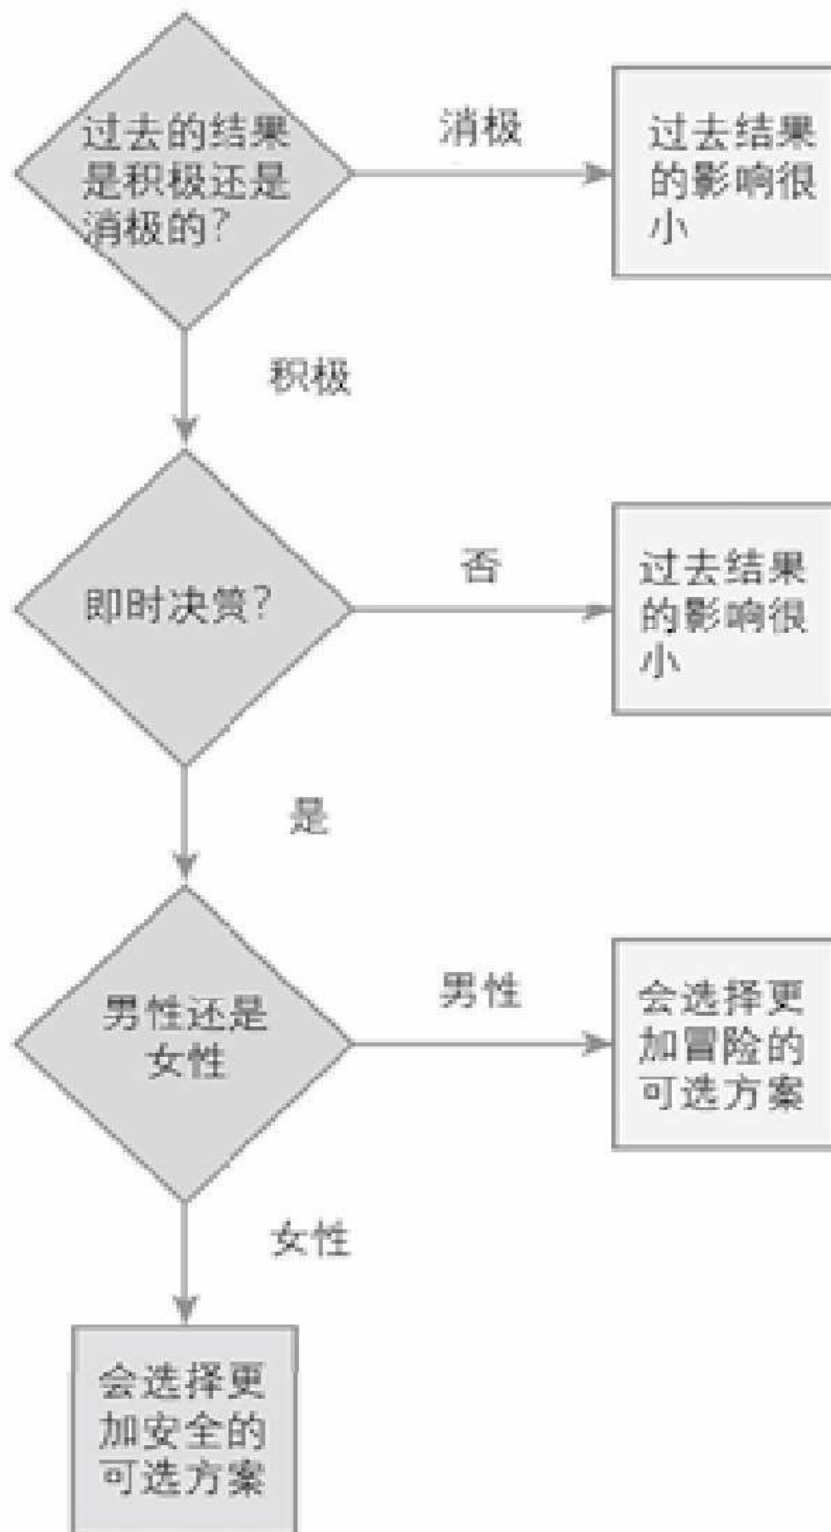 过去的结果
是积极还是
消极的？
消极
过去结果
的影响很
小
积极
即时决策？
否
过去结果
的影响很
小
是
男性还是
女性
男性
会选择更
加冒险的
可选方案
女性
会选择更
加安全的
可选方案